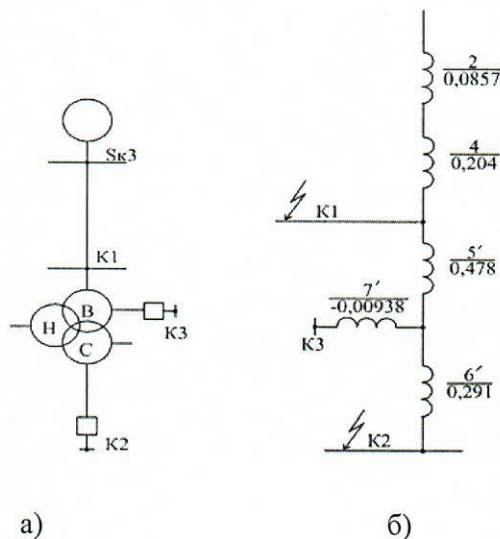 Sк3
К1
В
Н
С
К3
К2
а)
2
0,0857
4
0,204
К1
5′
0,478
7′
-0,00938
К3
6′
0,291
К2
б)